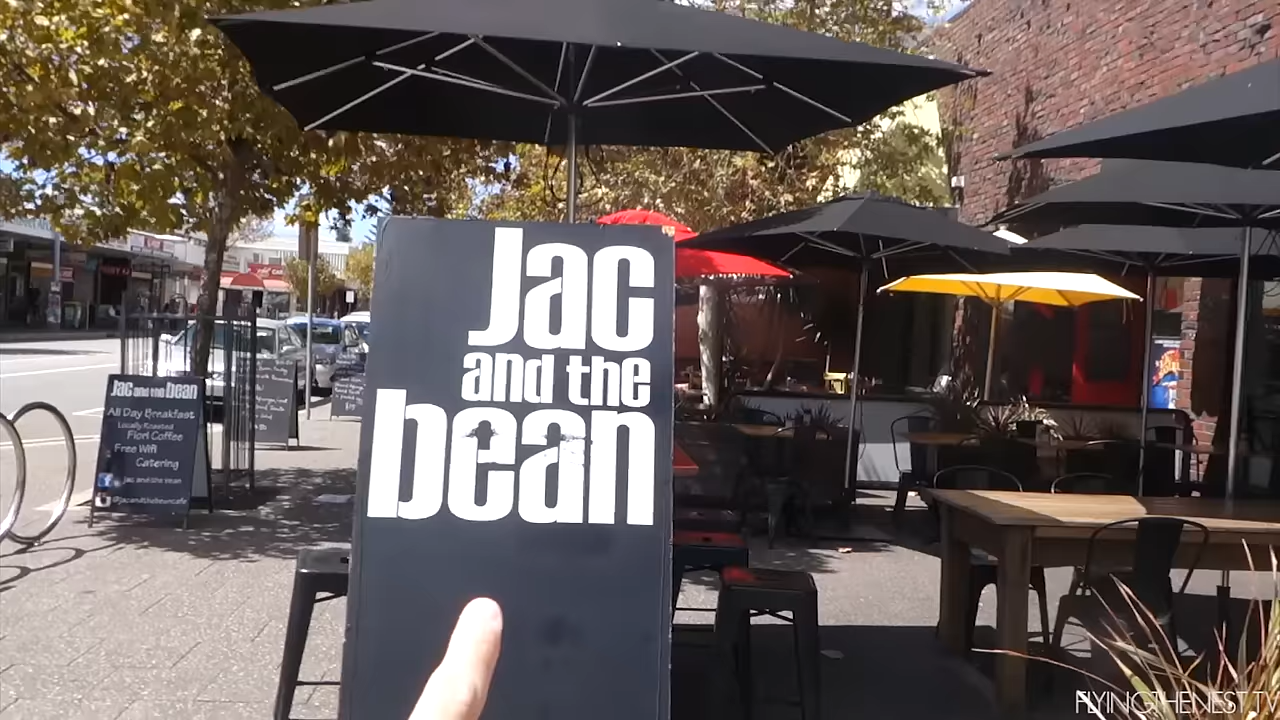 Jac
and the
bean
Jac and the bean
All Day Breakfast
Locally Roasted
Fiori Coffee
Free Wifi
Catering
jac and the bean
@jacandthebeancafe
FLYINGTHENEST.TV